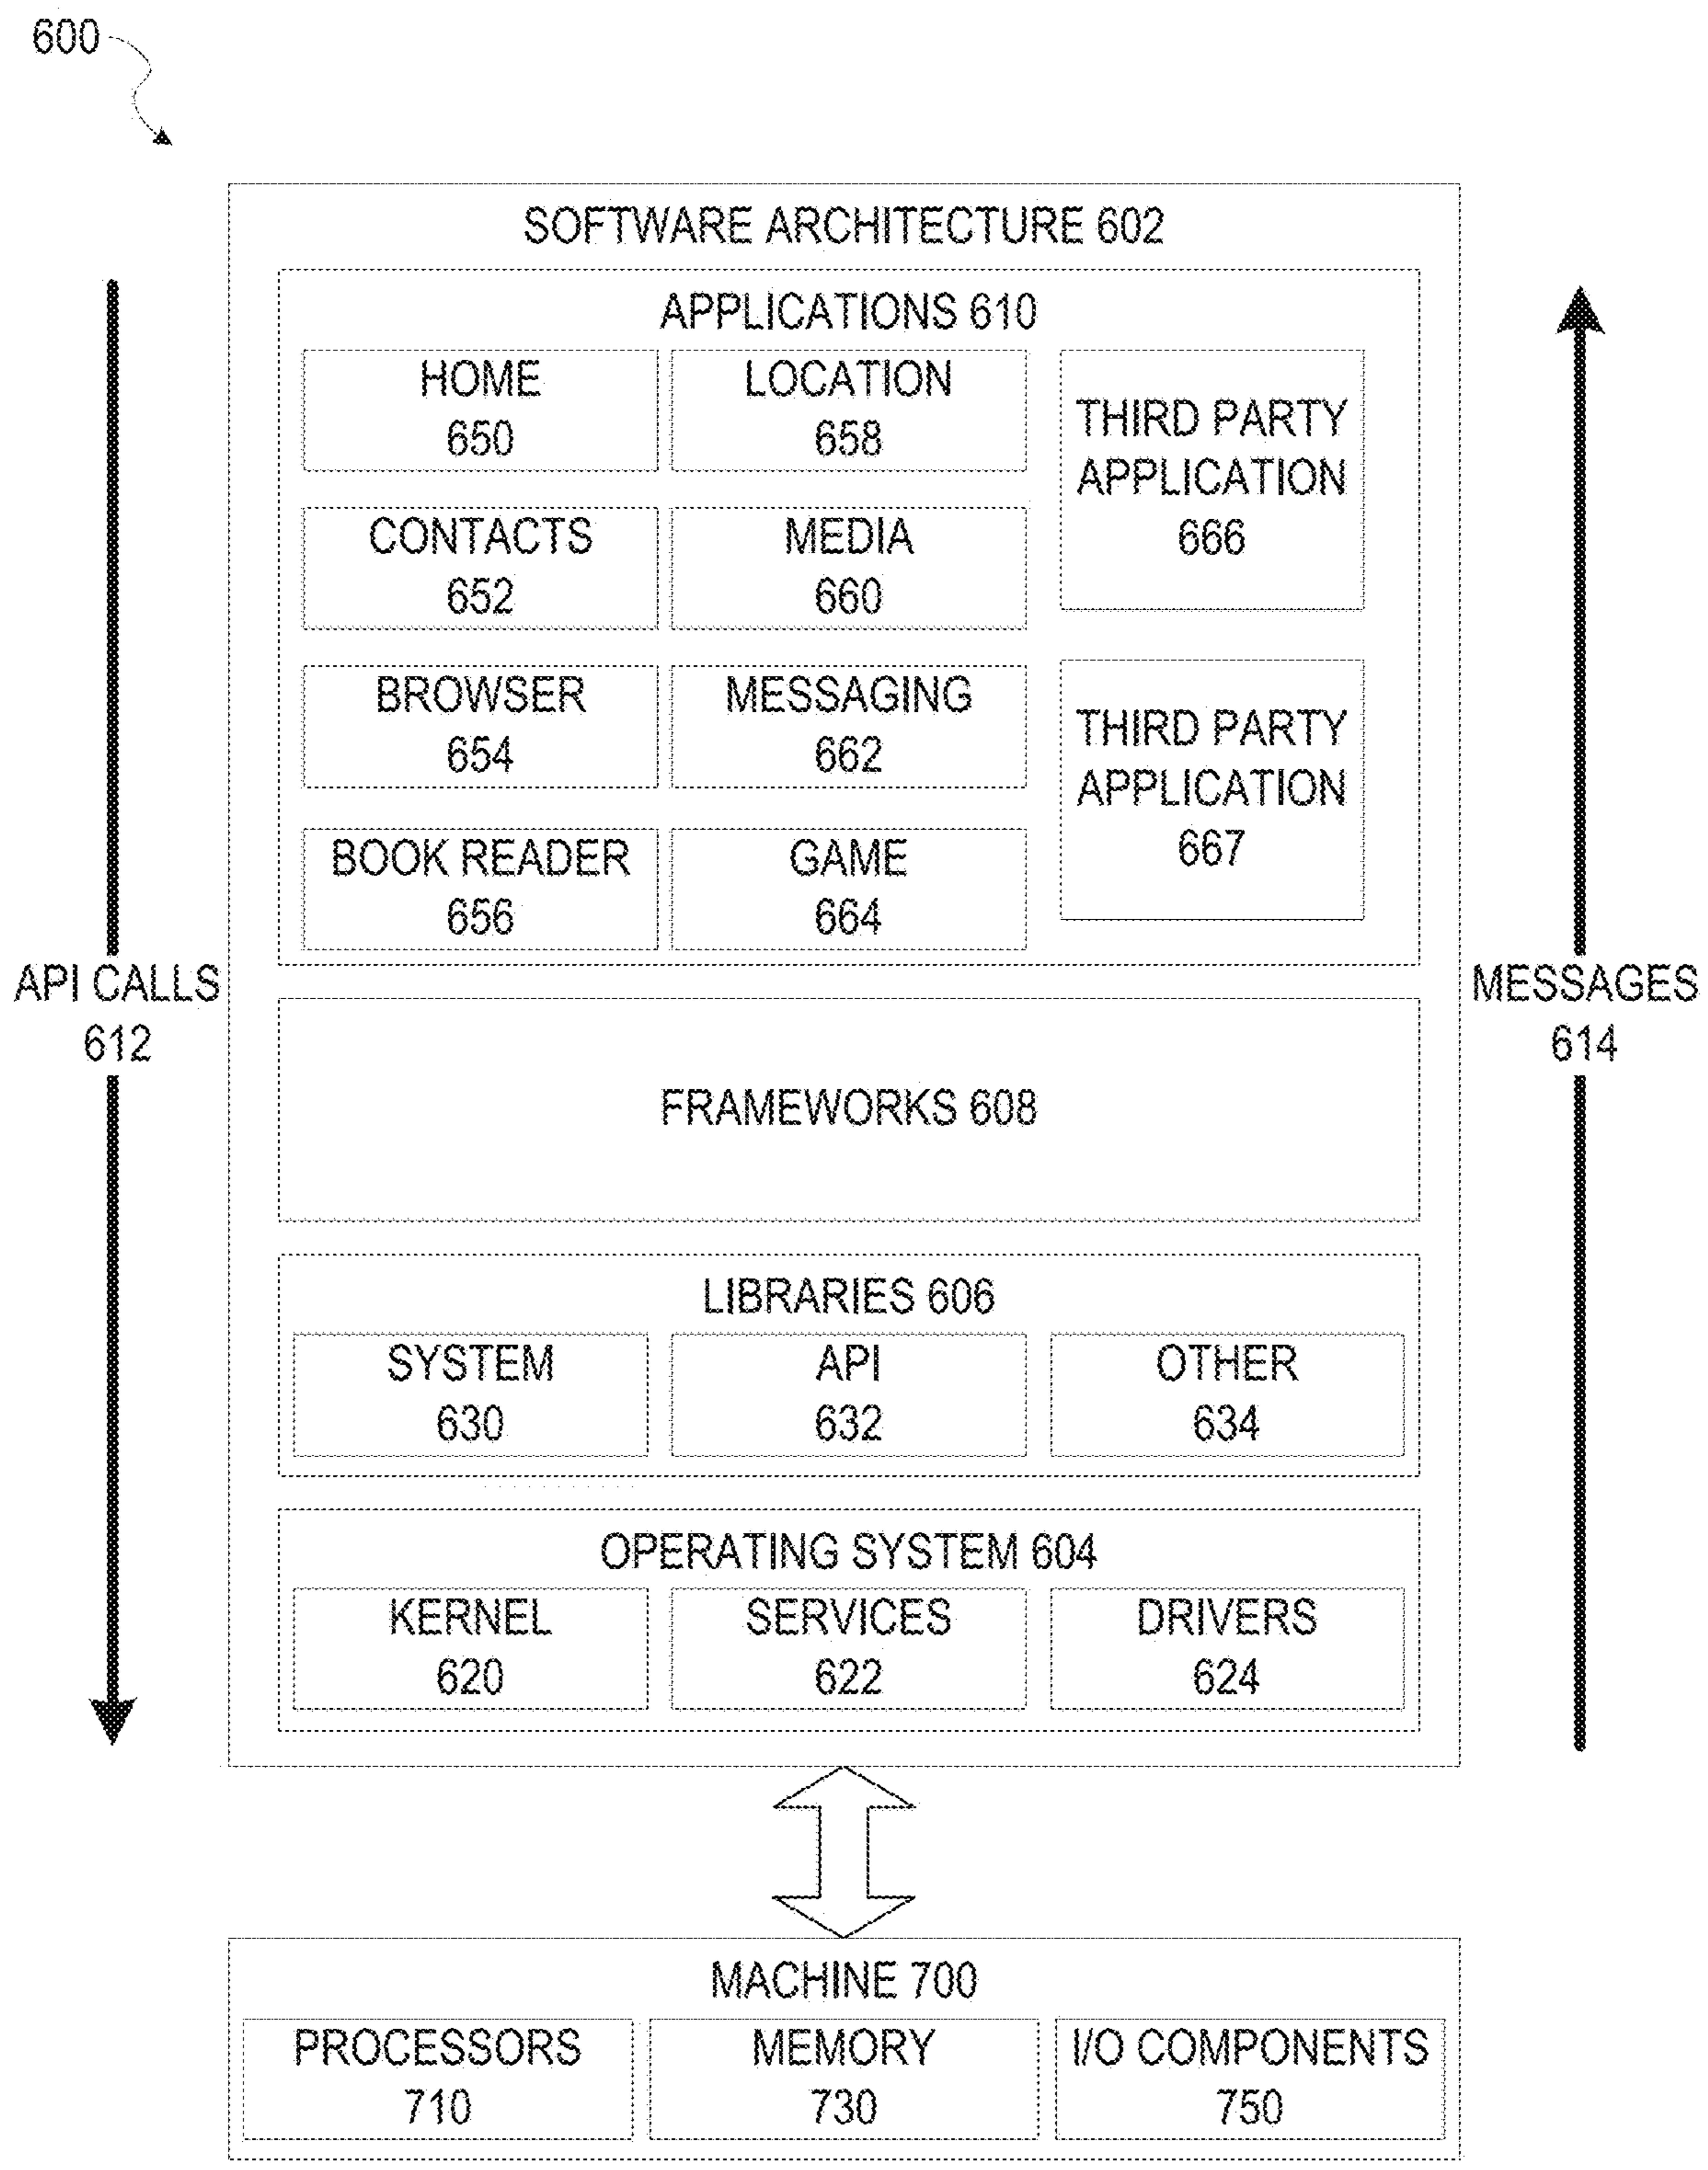 600
SOFTWARE ARCHITECTURE 602
APPLICATIONS 610
HOME
650
LOCATION
658
THIRD PARTY
APPLICATION
666
CONTACTS
652
MEDIA
660
BROWSER
654
MESSAGING
662
THIRD PARTY
APPLICATION
667
BOOK READER
656
GAME
664
API CALLS
612
MESSAGES
614
FRAMEWORKS 608
LIBRARIES 606
SYSTEM
630
API
632
OTHER
634
OPERATING SYSTEM 604
KERNEL
620
SERVICES
622
DRIVERS
624
MACHINE 700
PROCESSORS
710
MEMORY
730
I/O COMPONENTS
750